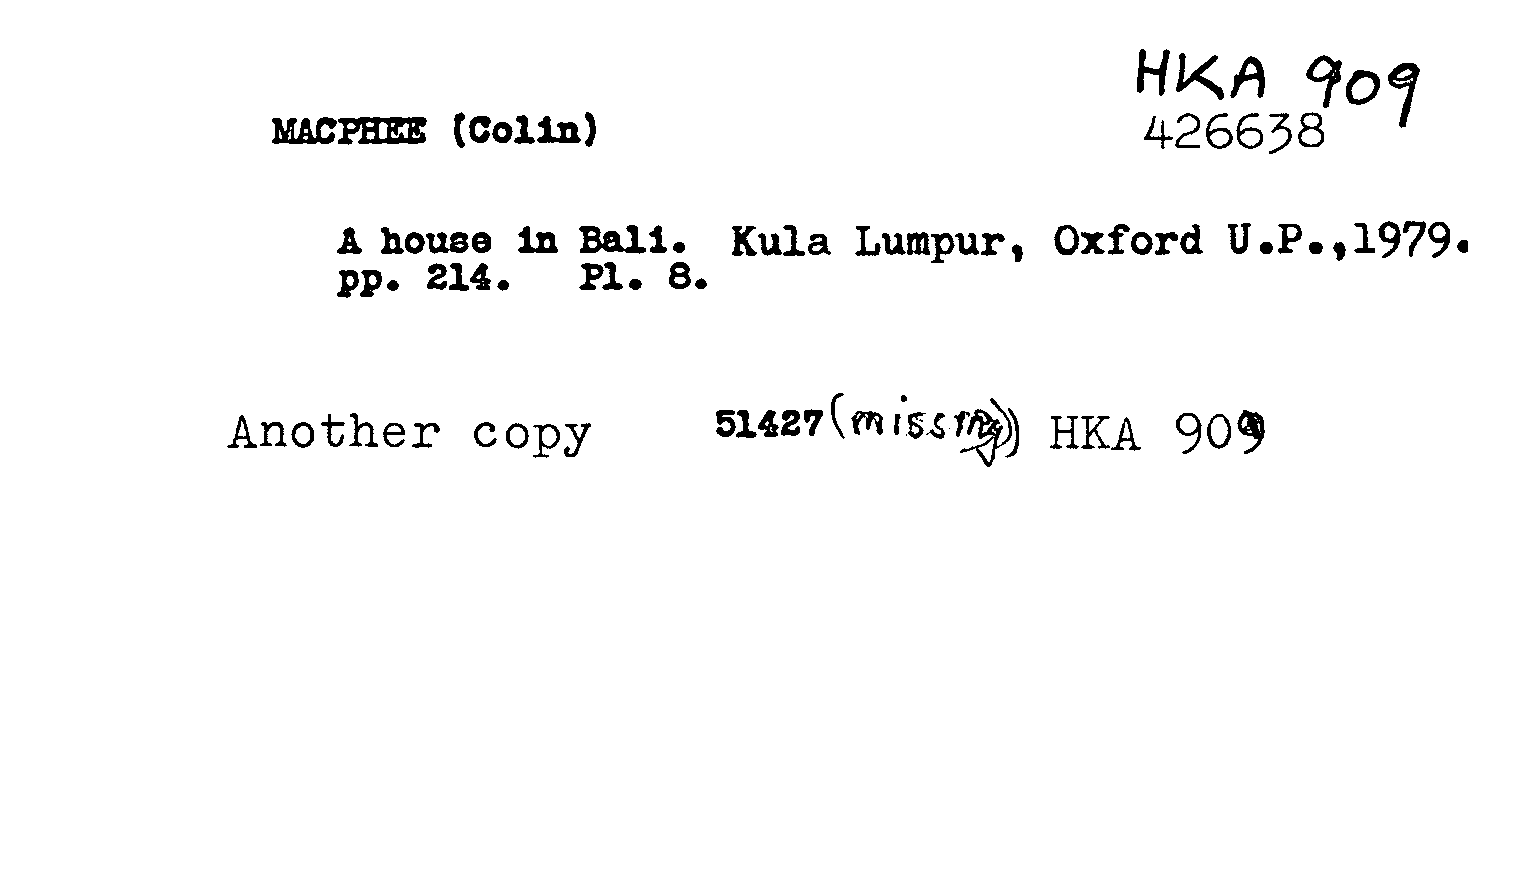 HKA 909
MACPHEE (Colin)
426638
A house in Bali. Kula Lumpur, Oxford U.P.,1979.
pp. 214. Pl. 8.
Another copy 51427 (missing) HKA 909